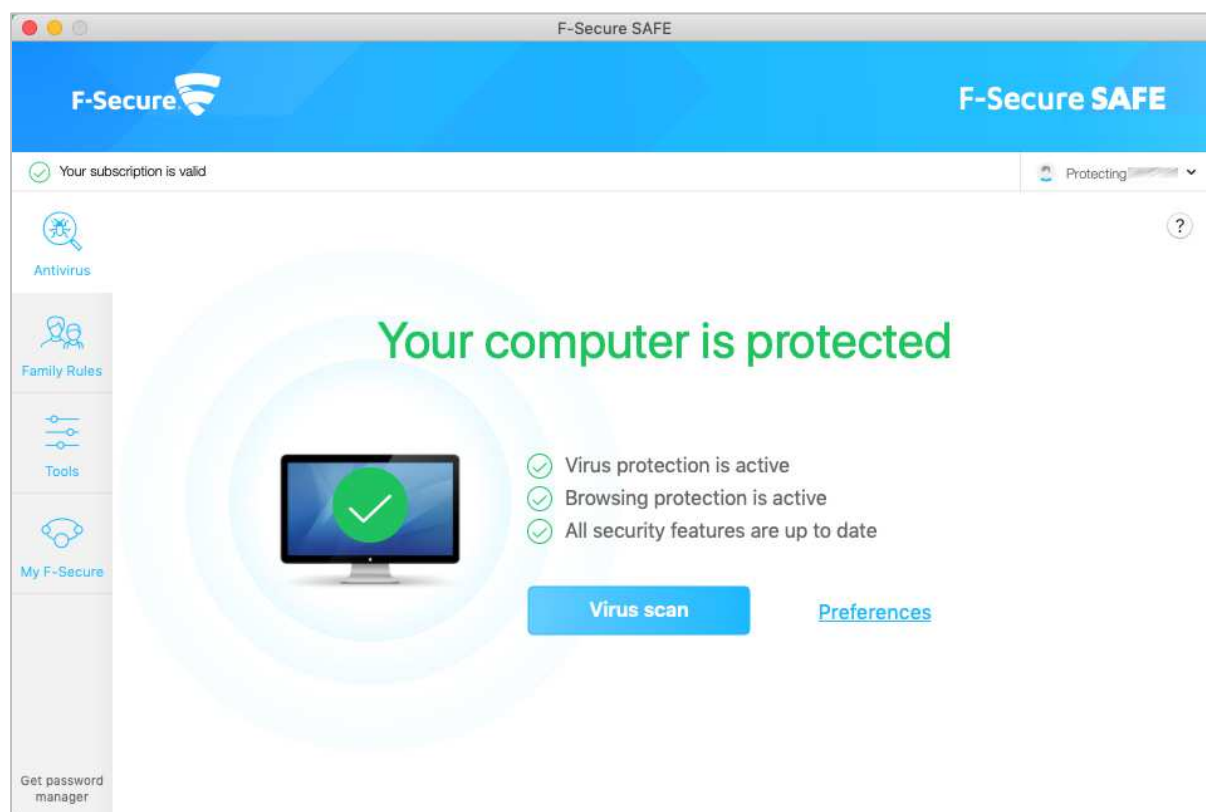 F-Secure SAFE
F-Secure.
F-Secure SAFE
Your subscription is valid
Protecting
?
Antivirus
Family Rules
Tools
My F-Secure
Get password
manager
Your computer is protected
Virus protection is active
Browsing protection is active
All security features are up to date
Virus scan
Preferences